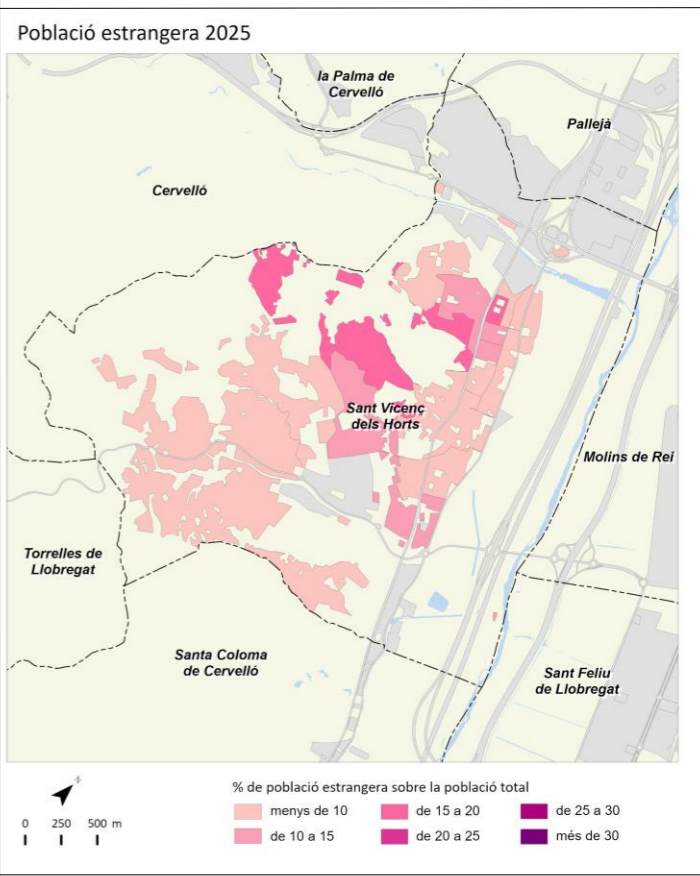 Població estrangera 2025
la Palma de
Cervelló
Pallejà
Cervelló
Sant Vicenç
dels Horts
Molins de Rei
Torrelles de
Llobregat
Santa Coloma
de Cervelló
Sant Feliu
de Llobregat
0 250 500 m
% de població estrangera sobre la població total
menys de 10
de 15 a 20
de 25 a 30
de 10 a 15
de 20 a 25
més de 30